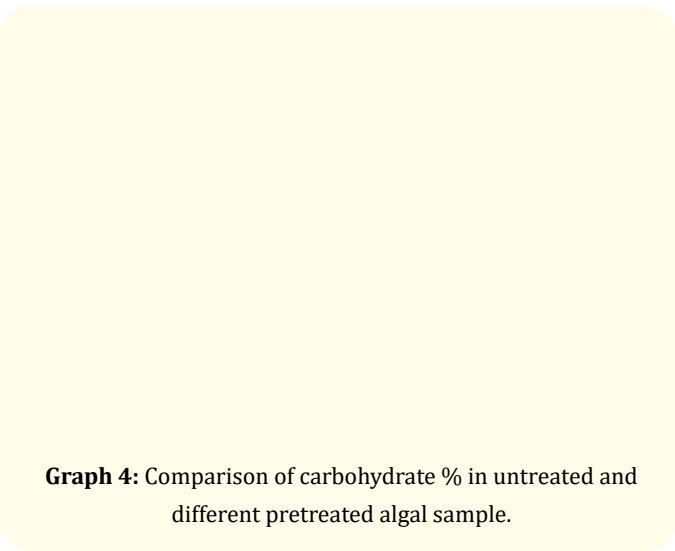 Graph 4: Comparison of carbohydrate % in untreated and
different pretreated algal sample.